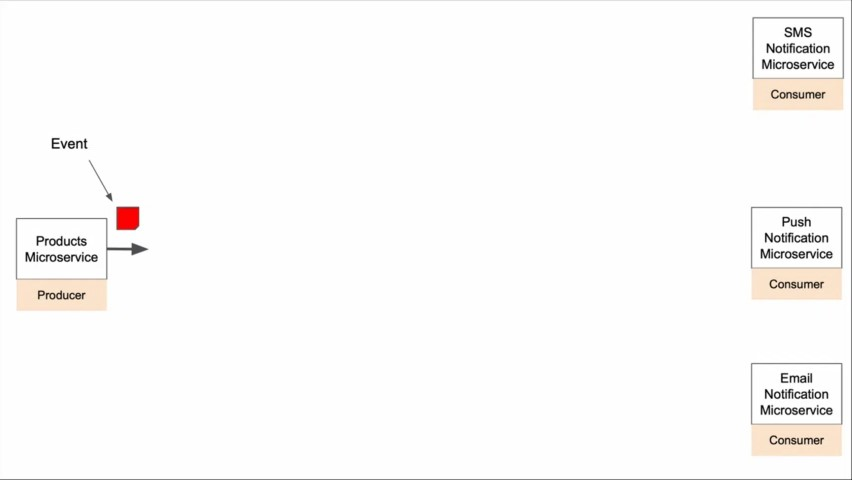 Event
Products
Microservice
Producer
SMS
Notification
Microservice
Consumer
Push
Notification
Microservice
Consumer
Email
Notification
Microservice
Consumer